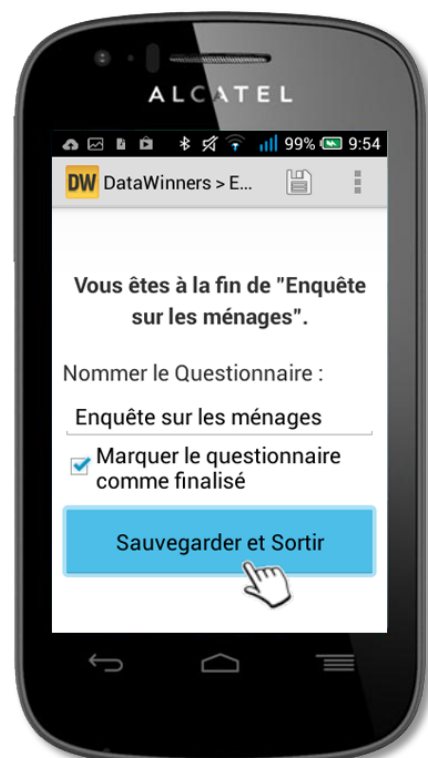 ALCATEL
99% 9:54
DW DataWinners > E...
Vous êtes à la fin de "Enquête
sur les ménages".
Nommer le Questionnaire :
Enquête sur les ménages
Marquer le questionnaire
comme finalisé
Sauvegarder et Sortir